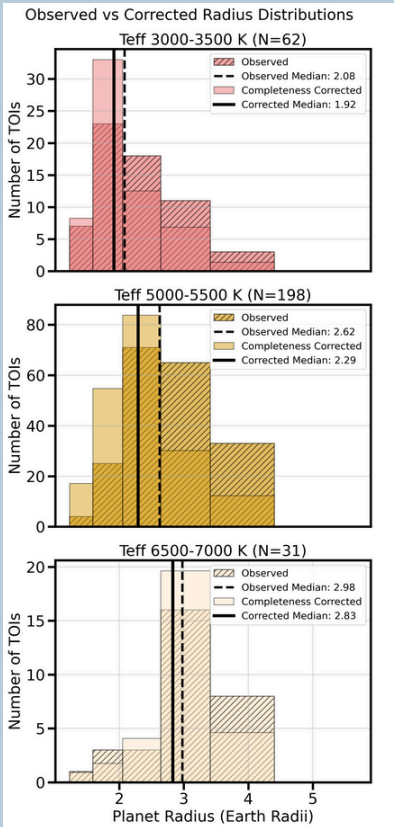 Observed vs Corrected Radius Distributions
Teff 3000-3500 K (N=62)
Observed
Observed Median: 2.08
Completeness Corrected
Corrected Median: 1.92
30
25
20
15
10
5
0
Number of TOIs
Teff 5000-5500 K (N=198)
Observed
Observed Median: 2.62
Completeness Corrected
Corrected Median: 2.29
80
60
40
20
0
Number of TOIs
Teff 6500-7000 K (N=31)
Observed
Observed Median: 2.98
Completeness Corrected
Corrected Median: 2.83
20
15
10
5
0
Number of TOIs
2 3 4 5
Planet Radius (Earth Radii)